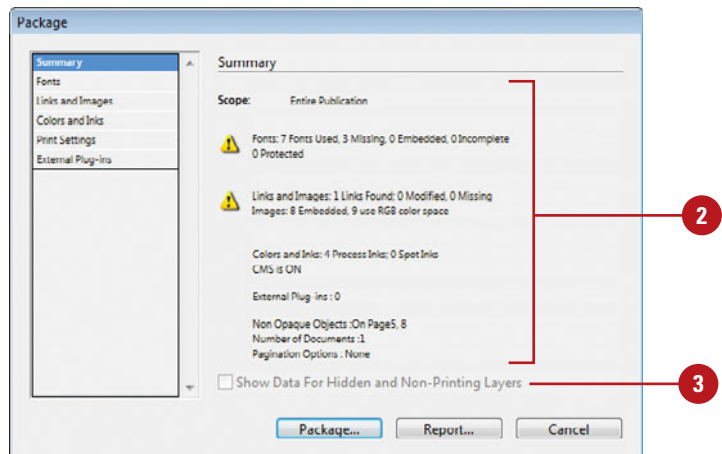 Package
Summary
Fonts
Links and Images
Colors and Inks
Print Settings
External Plug-ins
Summary
Scope: Entire Publication
Fonts: 7 Fonts Used, 3 Missing, 0 Embedded, 0 Incomplete
0 Protected
Links and Images: 1 Links Found; 0 Modified, 0 Missing
Images: 8 Embedded, 9 use RGB color space
Colors and Inks: 4 Process Inks; 0 Spot Inks
CMS is ON
External Plug-ins : 0
Non Opaque Objects :On Page5, 8
Number of Documents :1
Pagination Options : None
Show Data For Hidden and Non-Printing Layers
Package... Report... Cancel
2
3